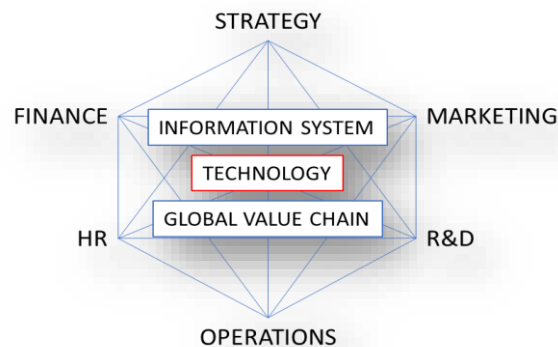 STRATEGY
FINANCE
MARKETING
INFORMATION SYSTEM
TECHNOLOGY
GLOBAL VALUE CHAIN
HR
R&D
OPERATIONS